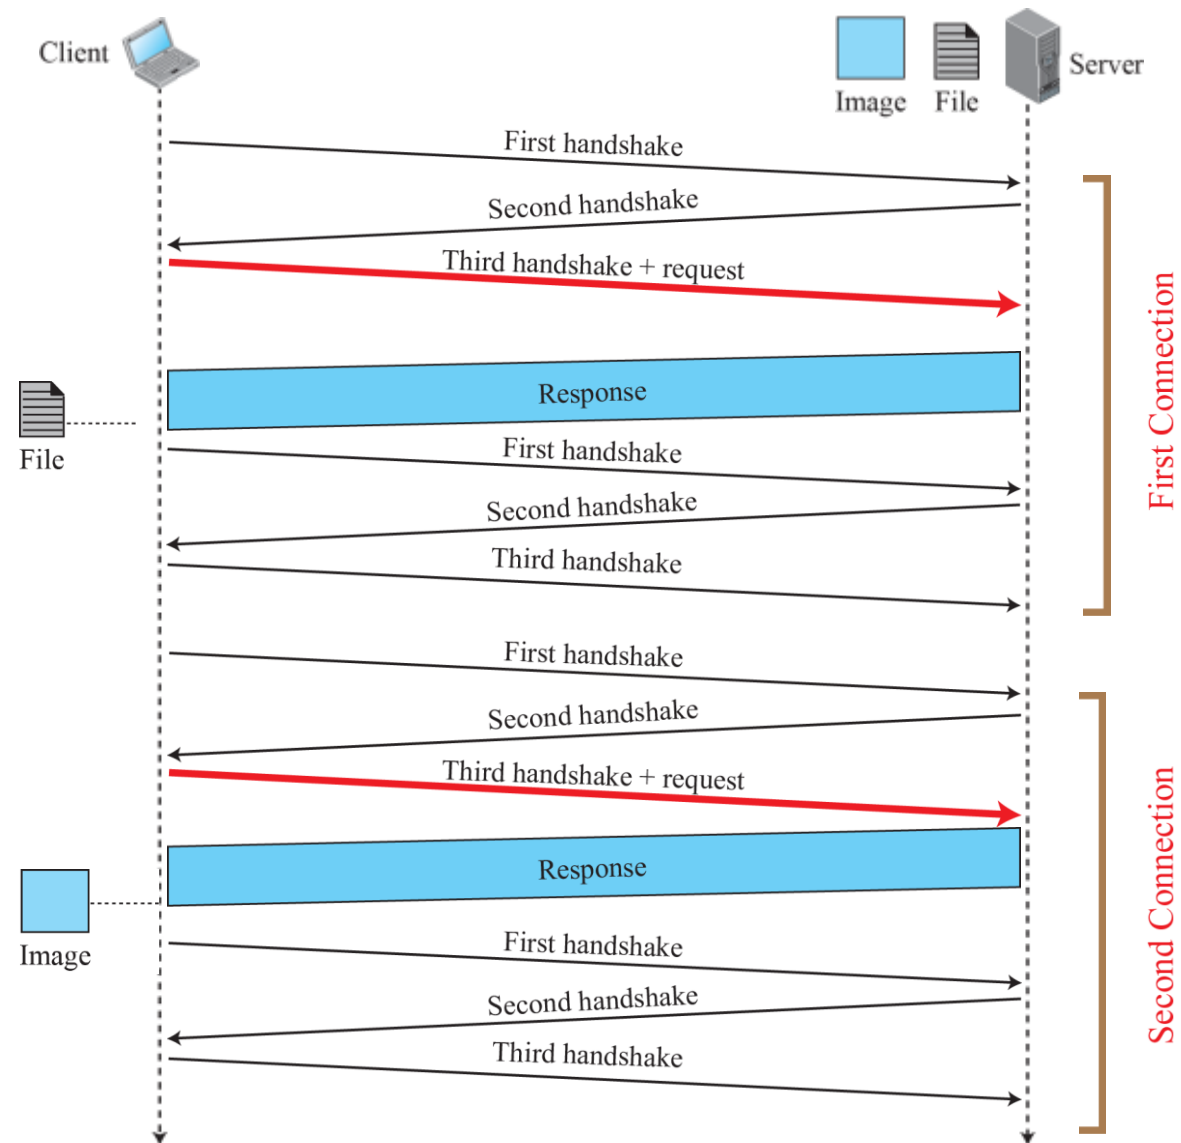 Client
Server
Image
File
First handshake
Second handshake
Third handshake + request
Response
File
First handshake
Second handshake
Third handshake
First Connection
First handshake
Second handshake
Third handshake + request
Response
Image
First handshake
Second handshake
Third handshake
Second Connection